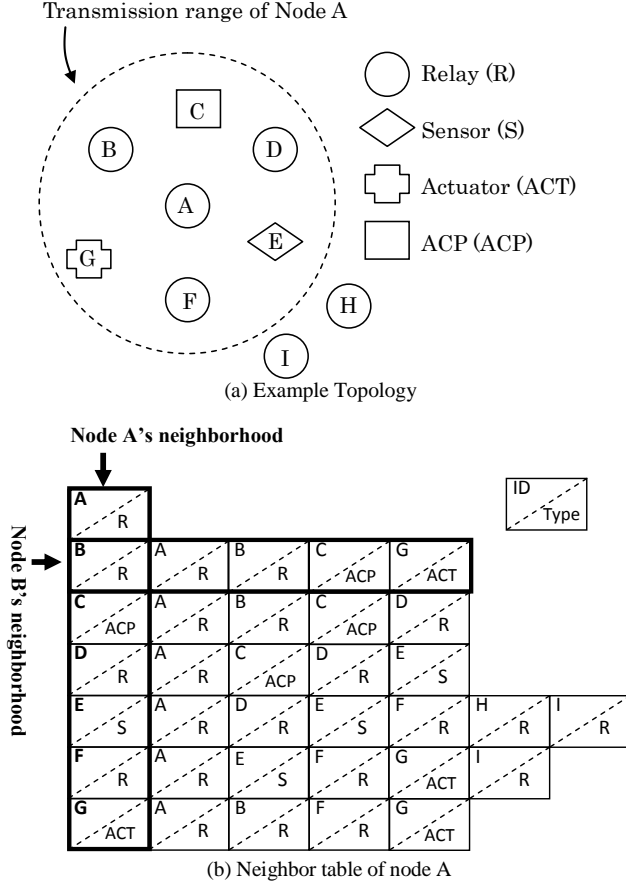 Transmission range of Node A
Relay (R)
C
Sensor (S)
B
D
Actuator (ACT)
A
ACP (ACP)
E
G
F
H
I
(a) Example Topology
Node A's neighborhood
Node B's neighborhood
ID Type
A R
B R A R B R C ACP G ACT
C ACP A R B R C ACP D R
D R A R C ACP D R E S
E S A R D R E S F R H R I R
F R A R E S F R G ACT I R
G ACT A R B R F R G ACT
(b) Neighbor table of node A